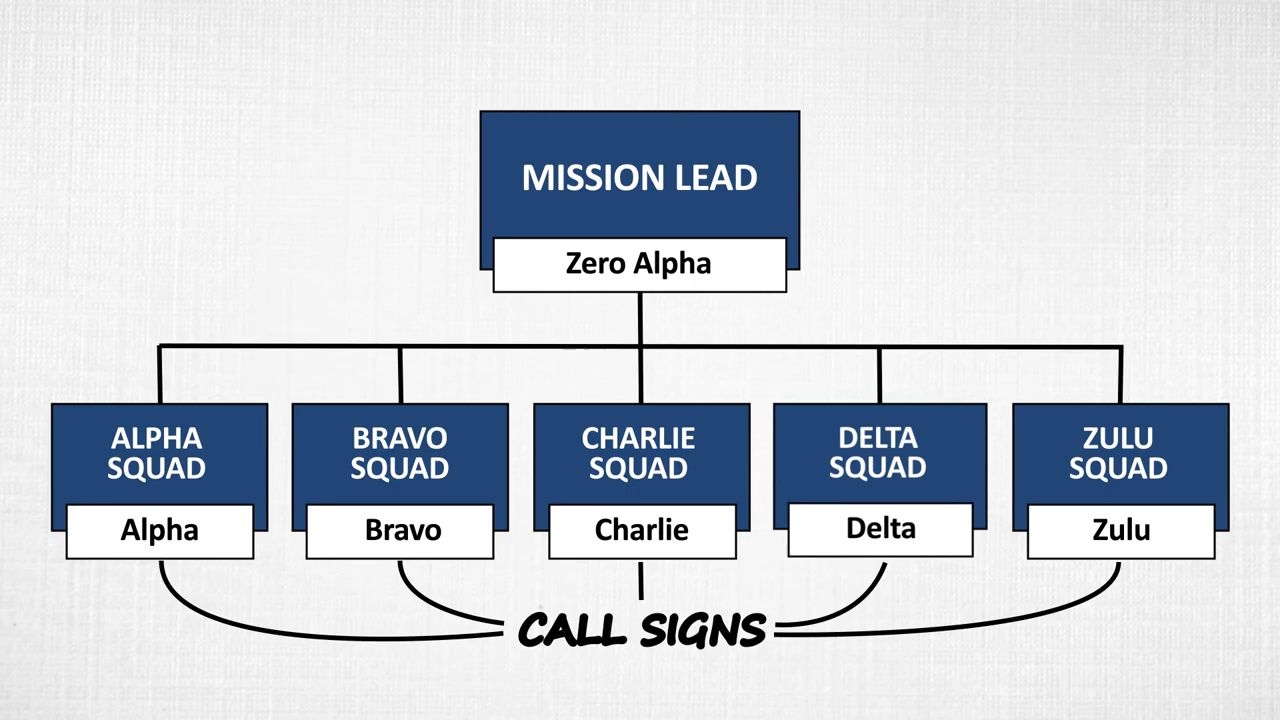 MISSION LEAD
Zero Alpha
ALPHA
SQUAD
Alpha
BRAVO
SQUAD
Bravo
CHARLIE
SQUAD
Charlie
DELTA
SQUAD
Delta
ZULU
SQUAD
Zulu
CALL SIGNS